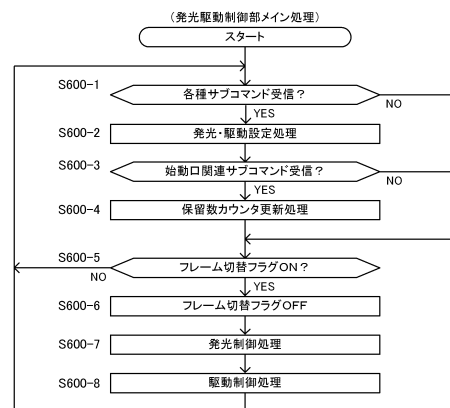 (発光駆動制御部メイン処理)
スタート
S600-1
各種サブコマンド受信?
NO
YES
S600-2
発光・駆動設定処理
S600-3
始動口関連サブコマンド受信?
NO
YES
S600-4
保留数カウンタ更新処理
S600-5
フレーム切替フラグON?
NO
YES
S600-6
フレーム切替フラグOFF
S600-7
発光制御処理
S600-8
駆動制御処理